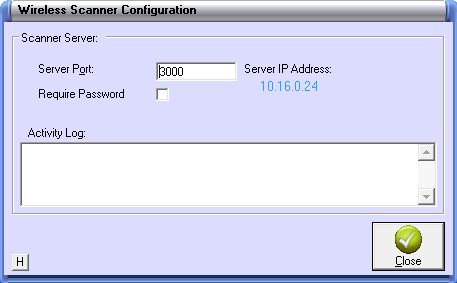 Wireless Scanner Configuration
Scanner Server:
Server Port: 3000 Server IP Address:
10.16.0.24
Require Password
Activity Log:
H
Close